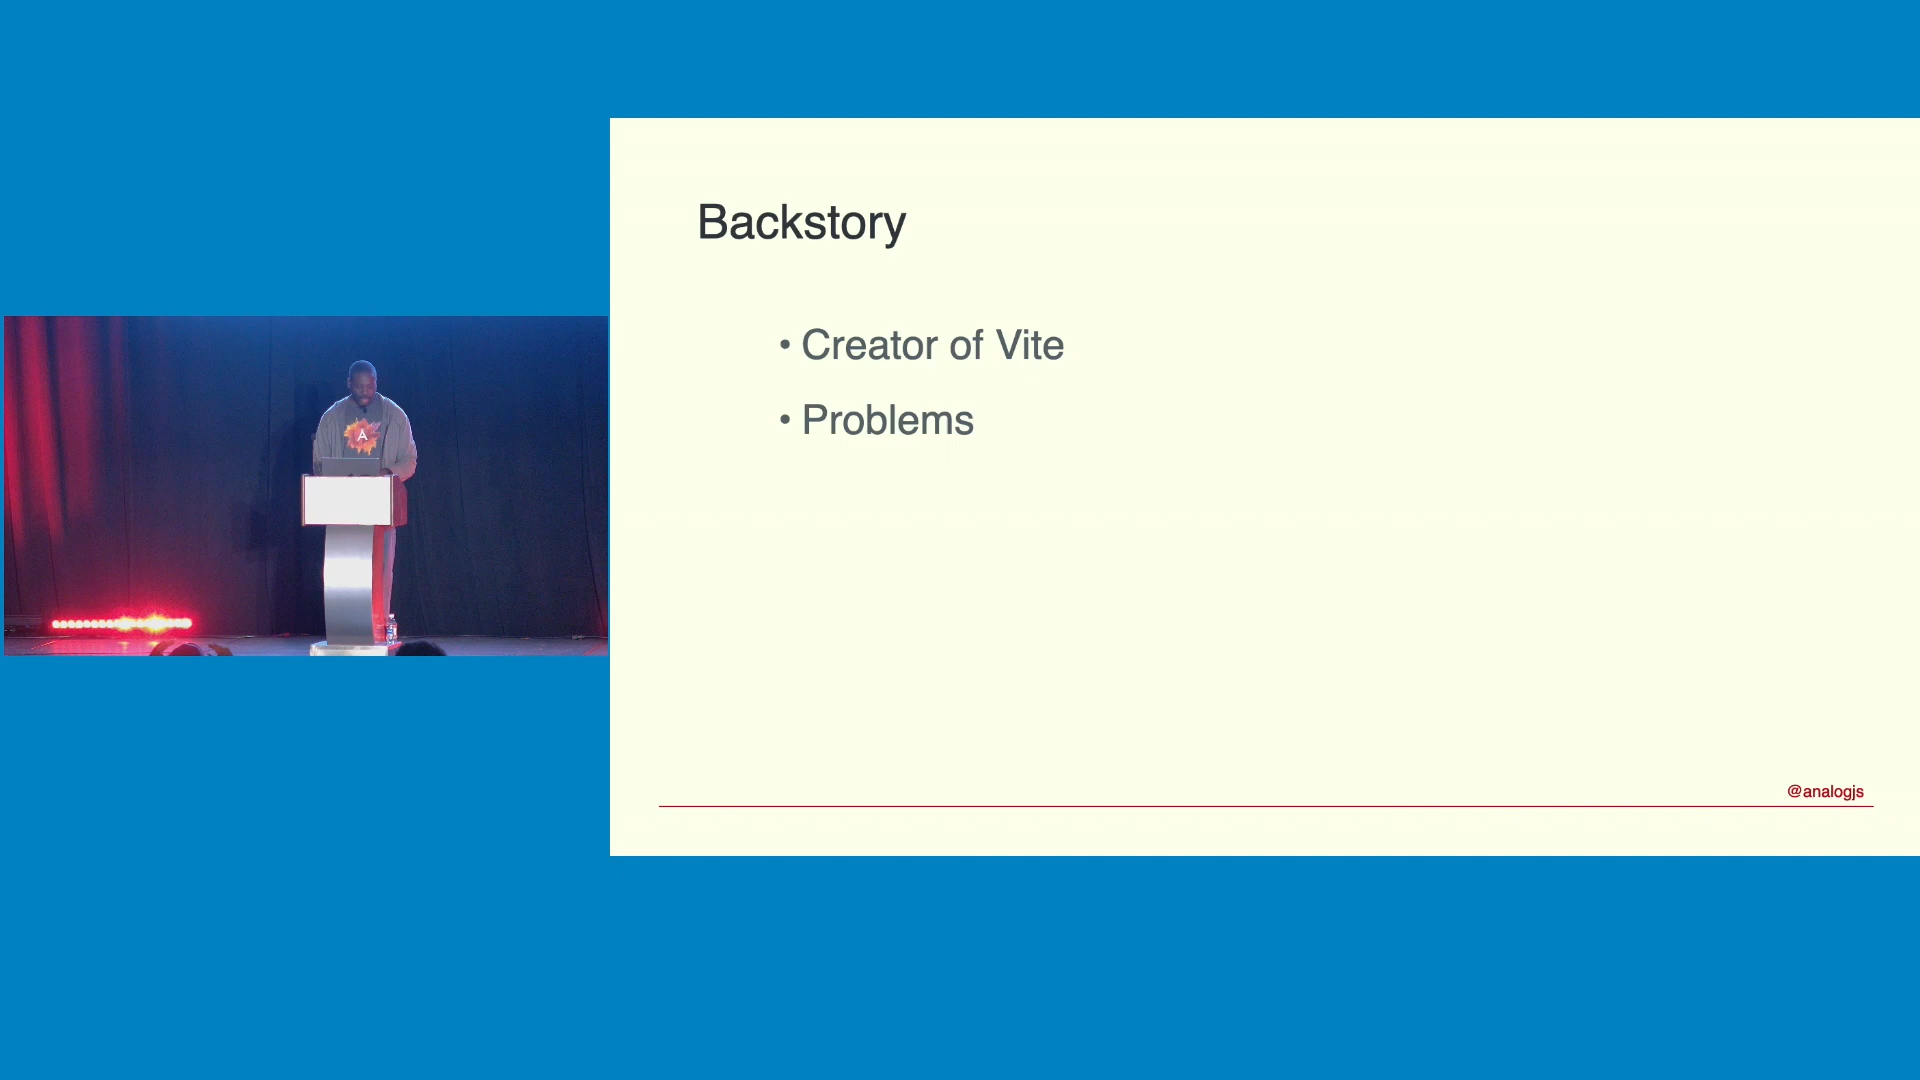 Backstory
• Creator of Vite
• Problems
@analogjs
A